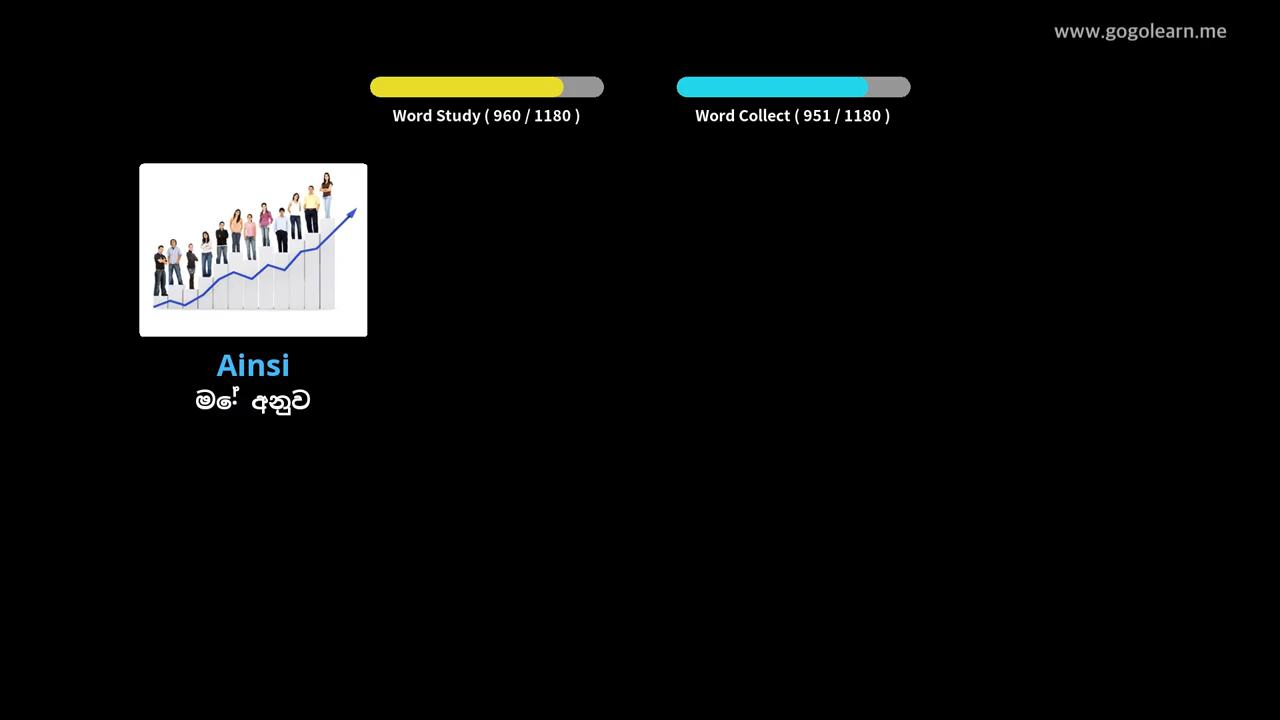 www.gogolearn.me
Word Study ( 960 / 1180 )
Word Collect ( 951 / 1180 )
Ainsi
මේ අනුව